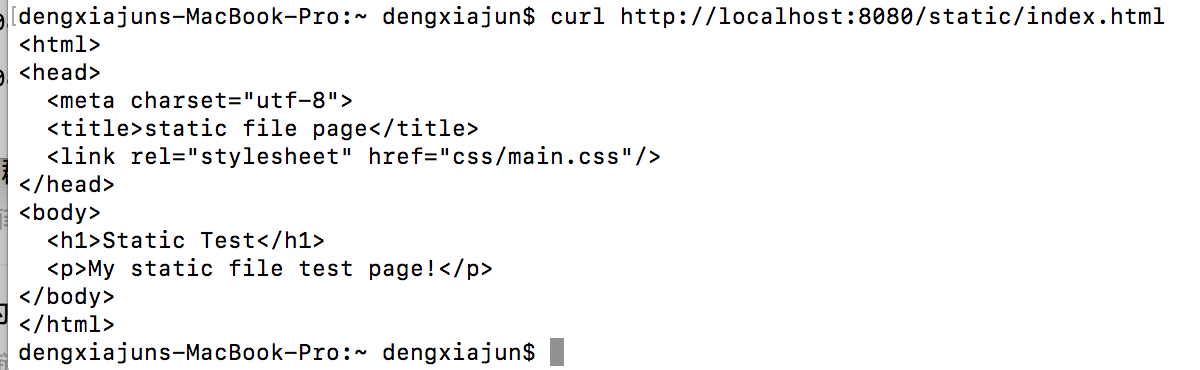 dengxiajuns-MacBook-Pro:~ dengxiajun$ curl http://localhost:8080/static/index.html
<html>
<head>
  <meta charset="utf-8">
  <title>static file page</title>
  <link rel="stylesheet" href="css/main.css"/>
</head>
<body>
  <h1>Static Test</h1>
  <p>My static file test page!</p>
</body>
</html>
dengxiajuns-MacBook-Pro:~ dengxiajun$